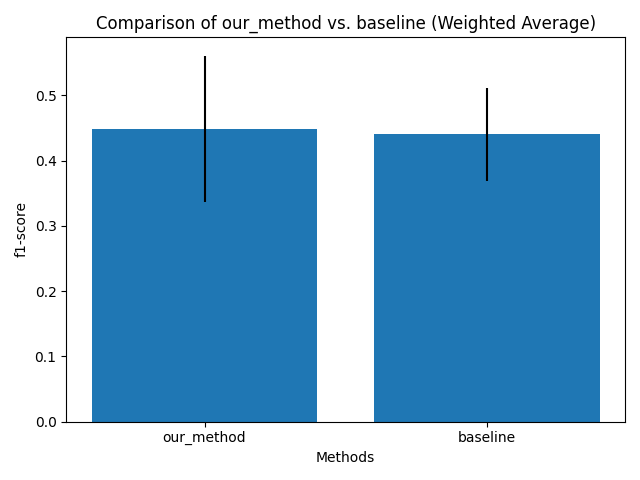 Comparison of our_method vs. baseline (Weighted Average)
f1-score
0.5
0.4
0.3
0.2
0.1
0.0
our_method baseline
Methods